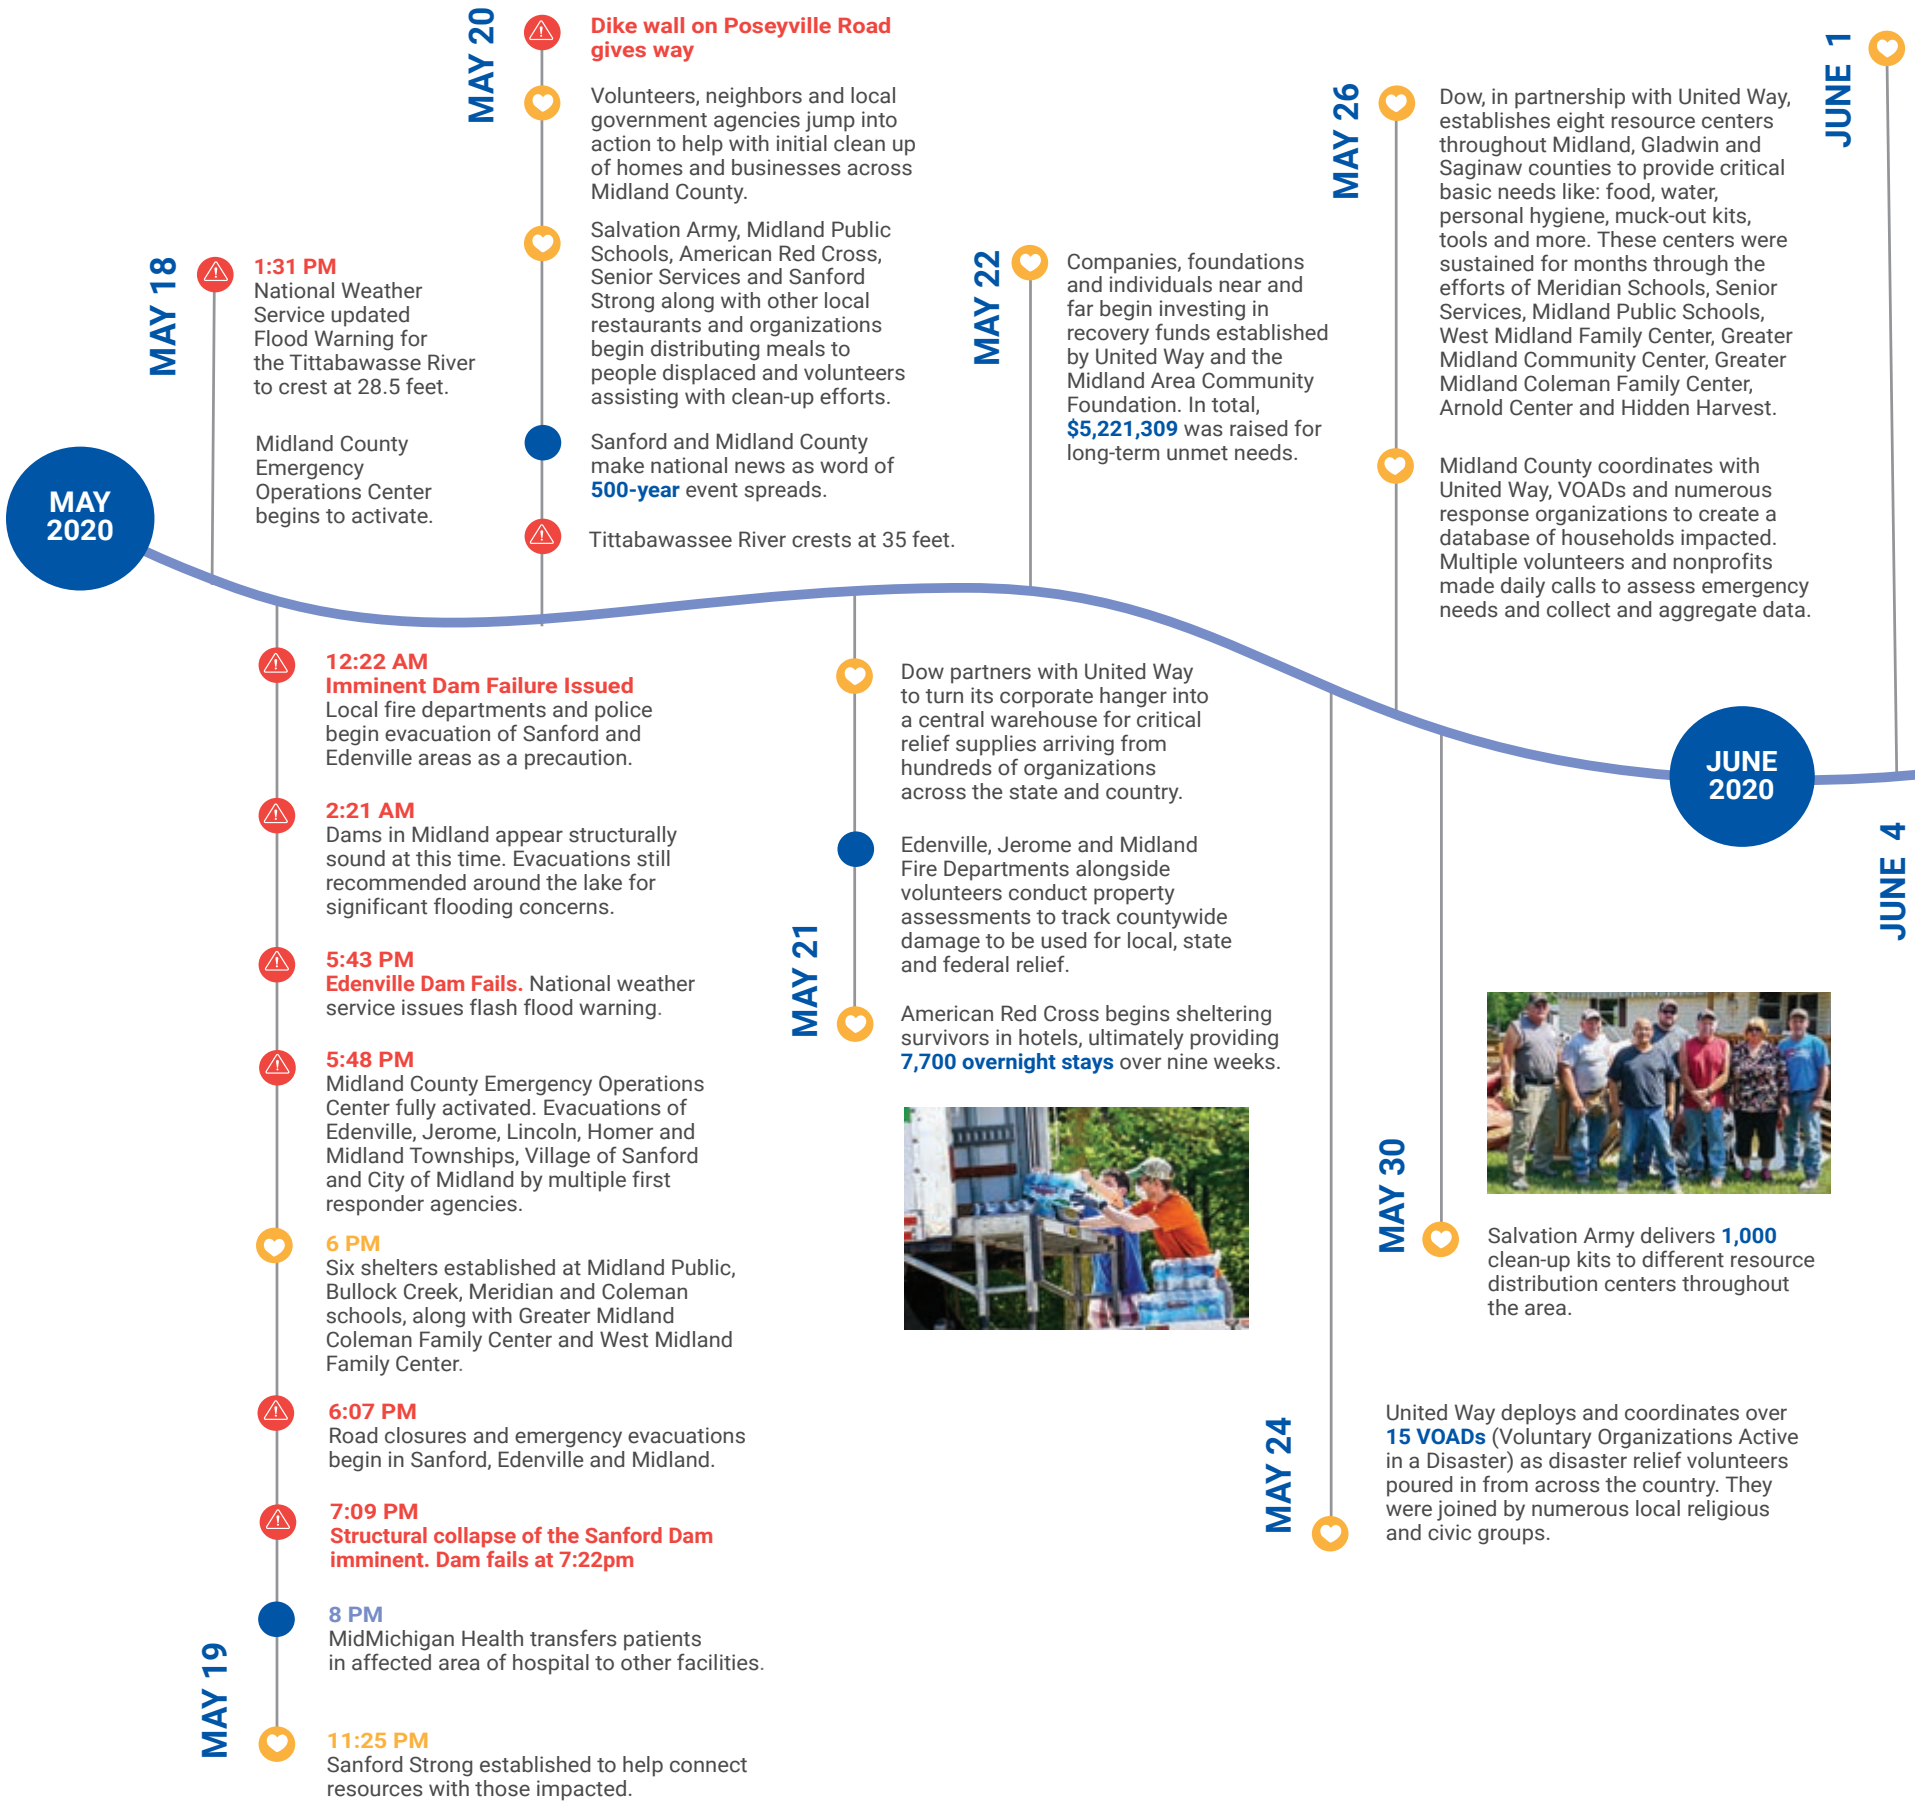 MAY
2020
MAY 18
1:31 PM
National Weather
Service updated
Flood Warning for
the Tittabawasse River
to crest at 28.5 feet.
Midland County
Emergency
Operations Center
begins to activate.
MAY 19
12:22 AM
Imminent Dam Failure Issued
Local fire departments and police
begin evacuation of Sanford and
Edenville areas as a precaution.
2:21 AM
Dams in Midland appear structurally
sound at this time. Evacuations still
recommended around the lake for
significant flooding concerns.
5:43 PM
Edenville Dam Fails. National weather
service issues flash flood warning.
5:48 PM
Midland County Emergency Operations
Center fully activated. Evacuations of
Edenville, Jerome, Lincoln, Homer and
Midland Townships, Village of Sanford
and City of Midland by multiple first
responder agencies.
6 PM
Six shelters established at Midland Public,
Bullock Creek, Meridian and Coleman
schools, along with Greater Midland
Coleman Family Center and West Midland
Family Center.
6:07 PM
Road closures and emergency evacuations
begin in Sanford, Edenville and Midland.
7:09 PM
Structural collapse of the Sanford Dam
imminent. Dam fails at 7:22pm
8 PM
MidMichigan Health transfers patients
in affected area of hospital to other facilities.
11:25 PM
Sanford Strong established to help connect
resources with those impacted.
MAY 20
Dike wall on Poseyville Road
gives way
Volunteers, neighbors and local
government agencies jump into
action to help with initial clean up
of homes and businesses across
Midland County.
Salvation Army, Midland Public
Schools, American Red Cross,
Senior Services and Sanford
Strong along with other local
restaurants and organizations
begin distributing meals to
people displaced and volunteers
assisting with clean-up efforts.
Sanford and Midland County
make national news as word of
500-year event spreads.
Tittabawassee River crests at 35 feet.
MAY 21
Dow partners with United Way
to turn its corporate hanger into
a central warehouse for critical
relief supplies arriving from
hundreds of organizations
across the state and country.
Edenville, Jerome and Midland
Fire Departments alongside
volunteers conduct property
assessments to track countywide
damage to be used for local, state
and federal relief.
American Red Cross begins sheltering
survivors in hotels, ultimately providing
7,700 overnight stays over nine weeks.
MAY 22
Companies, foundations
and individuals near and
far begin investing in
recovery funds established
by United Way and the
Midland Area Community
Foundation. In total,
$5,221,309 was raised for
long-term unmet needs.
MAY 24
United Way deploys and coordinates over
15 VOADs (Voluntary Organizations Active
in a Disaster) as disaster relief volunteers
poured in from across the country. They
were joined by numerous local religious
and civic groups.
MAY 26
Dow, in partnership with United Way,
establishes eight resource centers
throughout Midland, Gladwin and
Saginaw counties to provide critical
basic needs like: food, water,
personal hygiene, muck-out kits,
tools and more. These centers were
sustained for months through the
efforts of Meridian Schools, Senior
Services, Midland Public Schools,
West Midland Family Center, Greater
Midland Community Center, Greater
Midland Coleman Family Center,
Arnold Center and Hidden Harvest.
Midland County coordinates with
United Way, VOADs and numerous
response organizations to create a
database of households impacted.
Multiple volunteers and nonprofits
made daily calls to assess emergency
needs and collect and aggregate data.
MAY 30
Salvation Army delivers 1,000
clean-up kits to different resource
distribution centers throughout
the area.
JUNE
2020
JUNE 1
JUNE 4